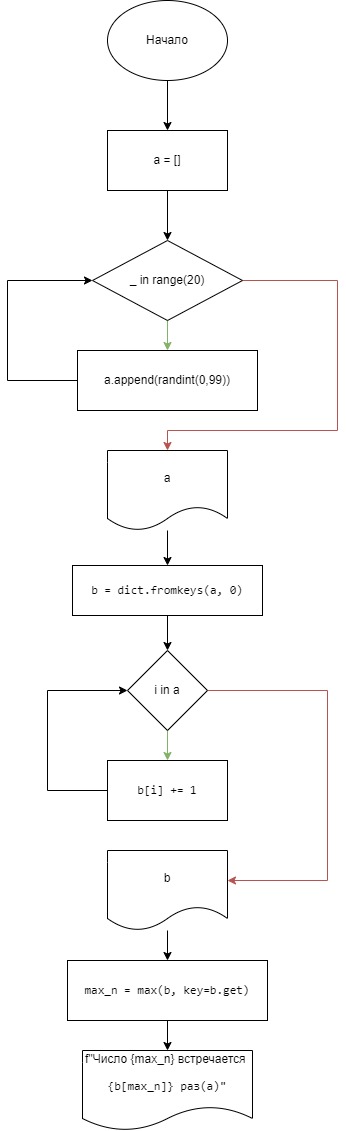 Начало
a = []
_ in range(20)
a.append(randint(0,99))
a
b = dict.fromkeys(a, 0)
i in a
b[i] += 1
b
max_n = max(b, key=b.get)
f"Число {max_n} встречается
{b[max_n]} раз(а)"